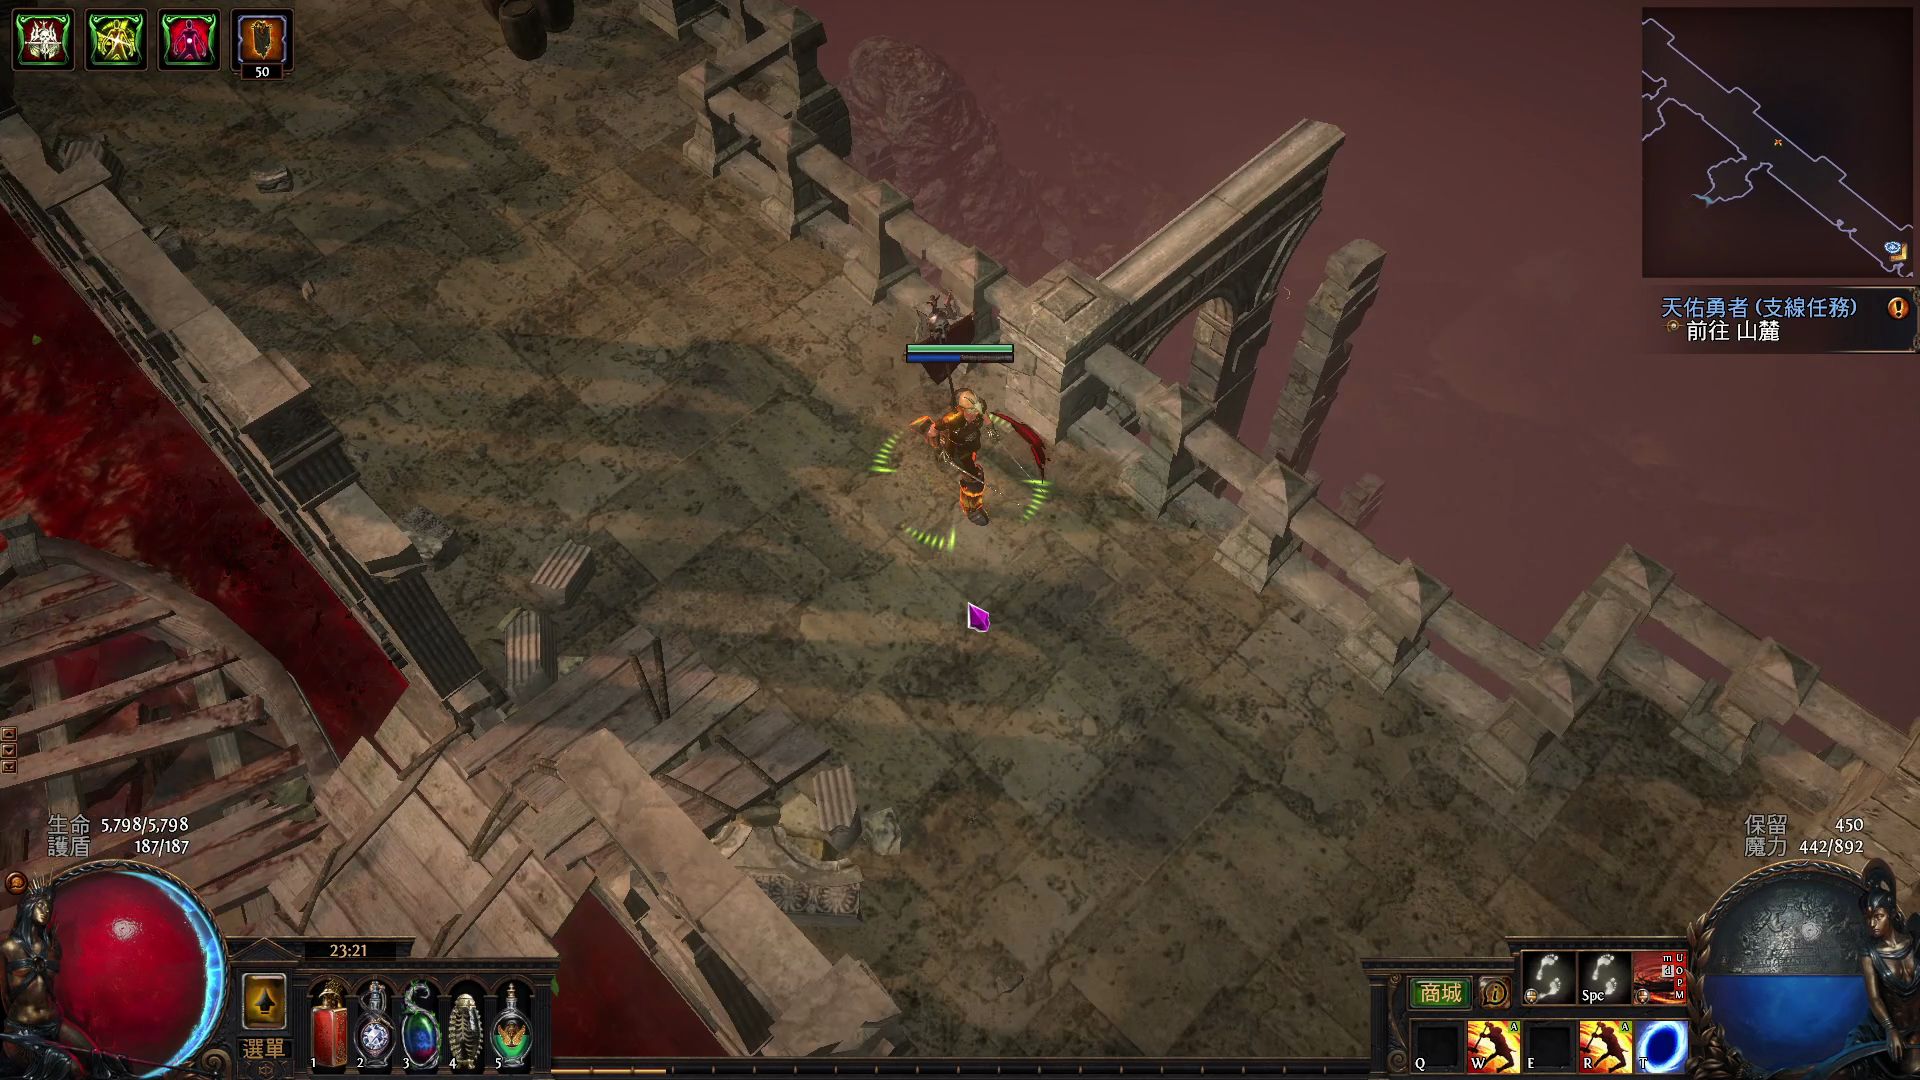 50
天佑勇者 (支線任務)
前往 山麓
生命 5,798/5,798
護盾 187/187
保留 450
魔力 442/892
23:21
選單
1 2 3 4 5
商城
Spc
m U
d O
P
M
A A
Q W E R T